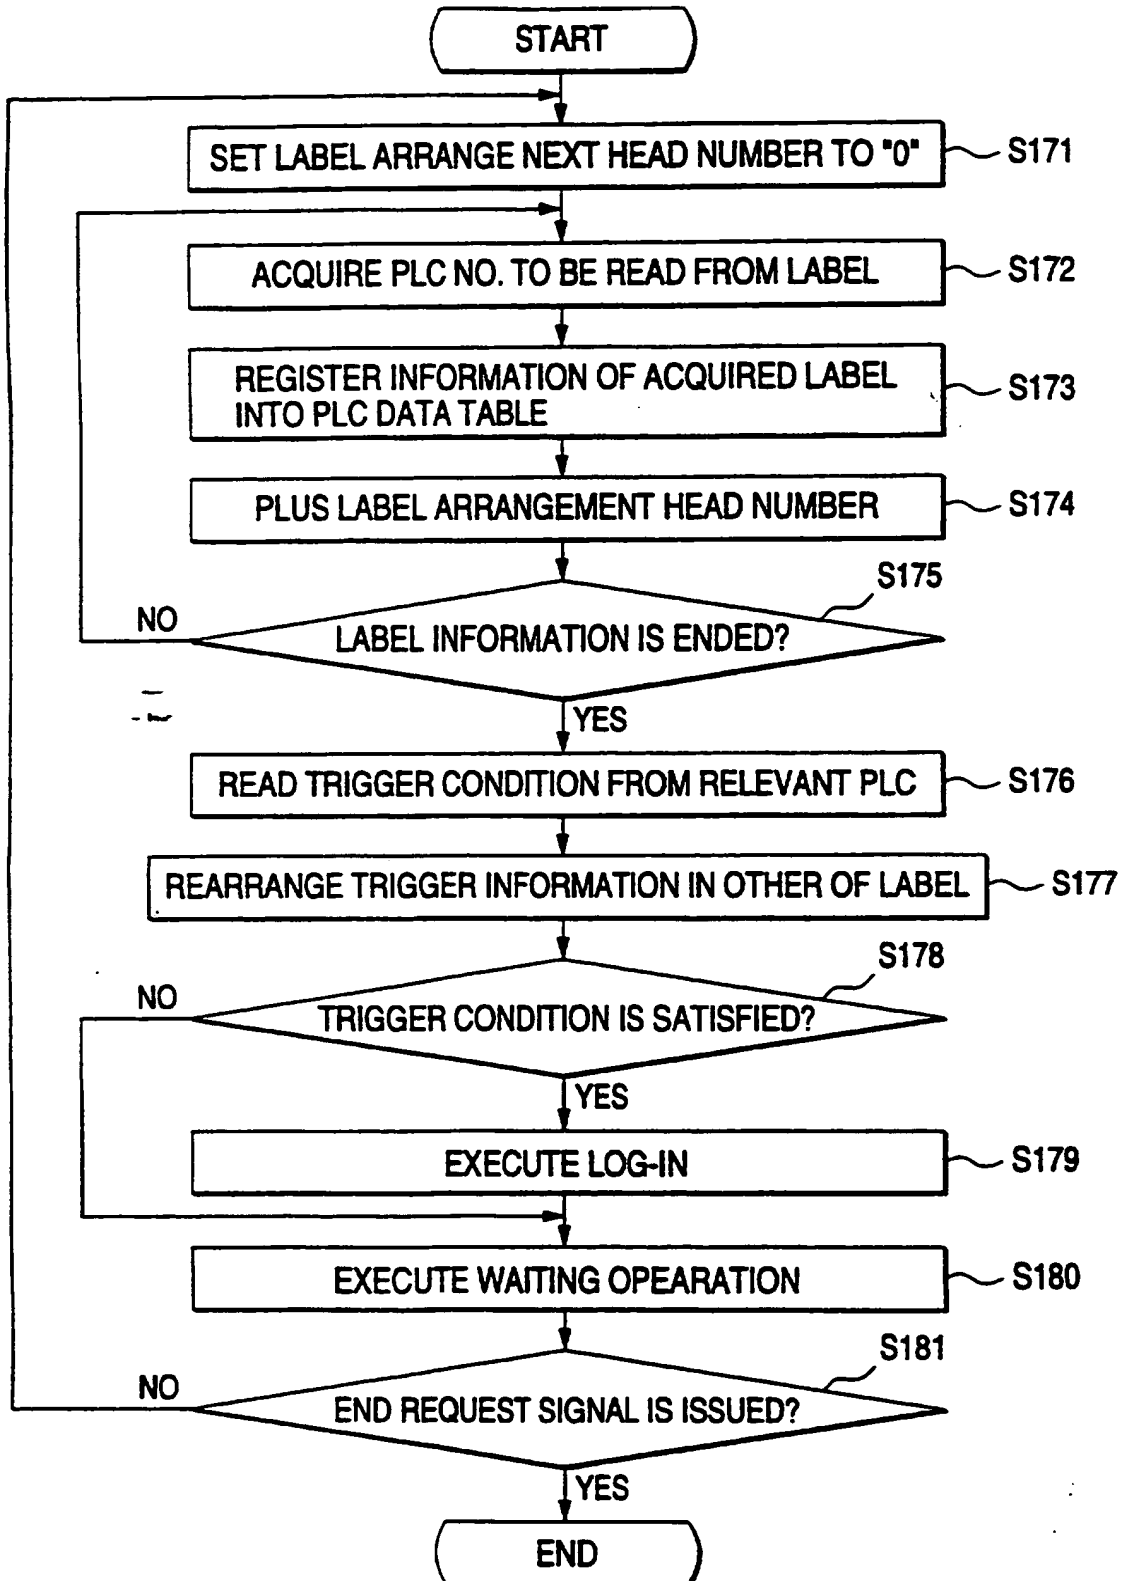 START
SET LABEL ARRANGE NEXT HEAD NUMBER TO "0"
S171
ACQUIRE PLC NO. TO BE READ FROM LABEL
S172
REGISTER INFORMATION OF ACQUIRED LABEL
INTO PLC DATA TABLE
S173
PLUS LABEL ARRANGEMENT HEAD NUMBER
S174
S175
NO
LABEL INFORMATION IS ENDED?
YES
READ TRIGGER CONDITION FROM RELEVANT PLC
S176
REARRANGE TRIGGER INFORMATION IN OTHER OF LABEL
S177
S178
NO
TRIGGER CONDITION IS SATISFIED?
YES
EXECUTE LOG-IN
S179
EXECUTE WAITING OPEARATION
S180
S181
NO
END REQUEST SIGNAL IS ISSUED?
YES
END